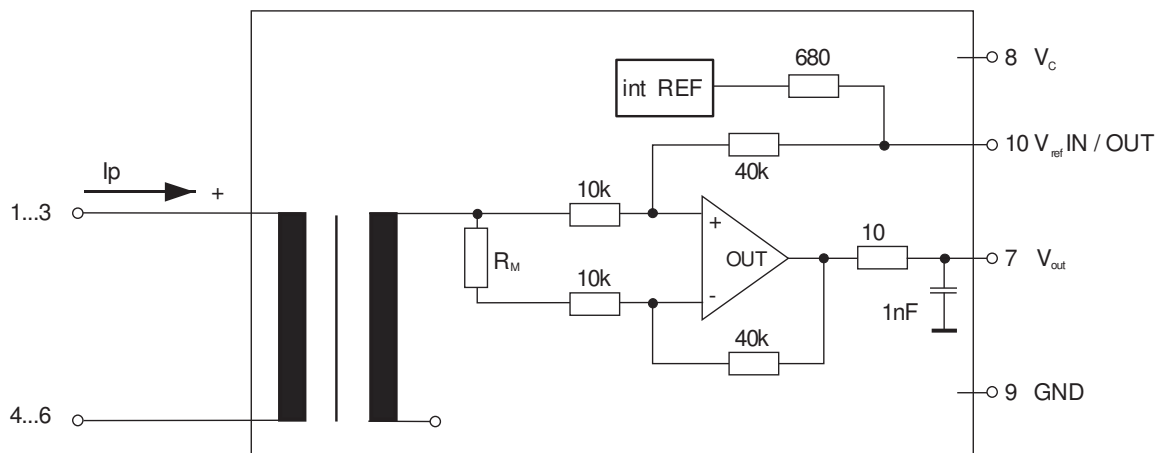 680
8 V_C
int REF
10 V_ref IN / OUT
40k
Ip
+
10k
1...3
+
OUT
10
7 V_out
R_M
10k
-
1nF
40k
9 GND
4...6